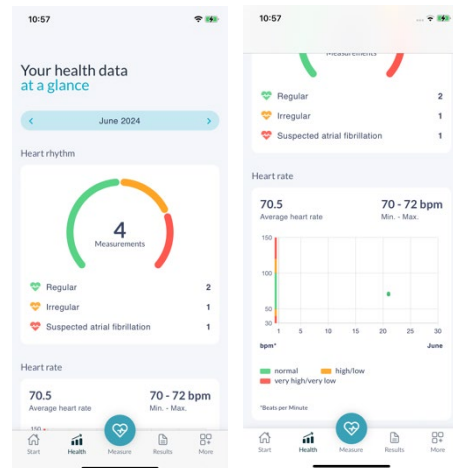 10:57
Your health data
at a glance
June 2024
Heart rhythm
4
Measurements
Regular 2
Irregular 1
Suspected atrial fibrillation 1
Heart rate
70.5 70 - 72 bpm
Average heart rate Min. - Max.
150
Start Health Measure Results More
10:57
Measurements
Regular 2
Irregular 1
Suspected atrial fibrillation 1
Heart rate
70.5 70 - 72 bpm
Average heart rate Min. - Max.
150
100
50
30
1 5 10 15 20 25 30
bpm* June
normal high/low
very high/very low
*Beats per Minute
Start Health Measure Results More